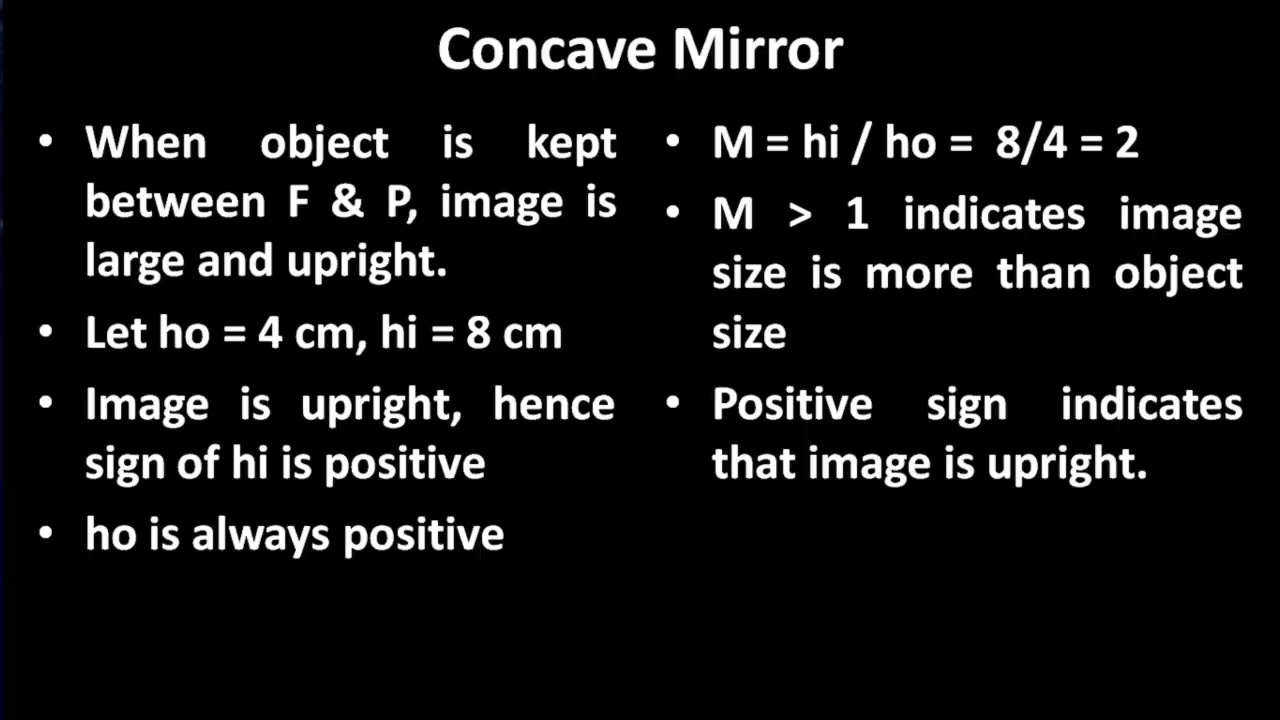 Concave Mirror
• When object is kept
between F & P, image is
large and upright.
• Let ho = 4 cm, hi = 8 cm
• Image is upright, hence
sign of hi is positive
• ho is always positive
• M = hi / ho = 8/4 = 2
• M > 1 indicates image
size is more than object
size
• Positive sign indicates
that image is upright.